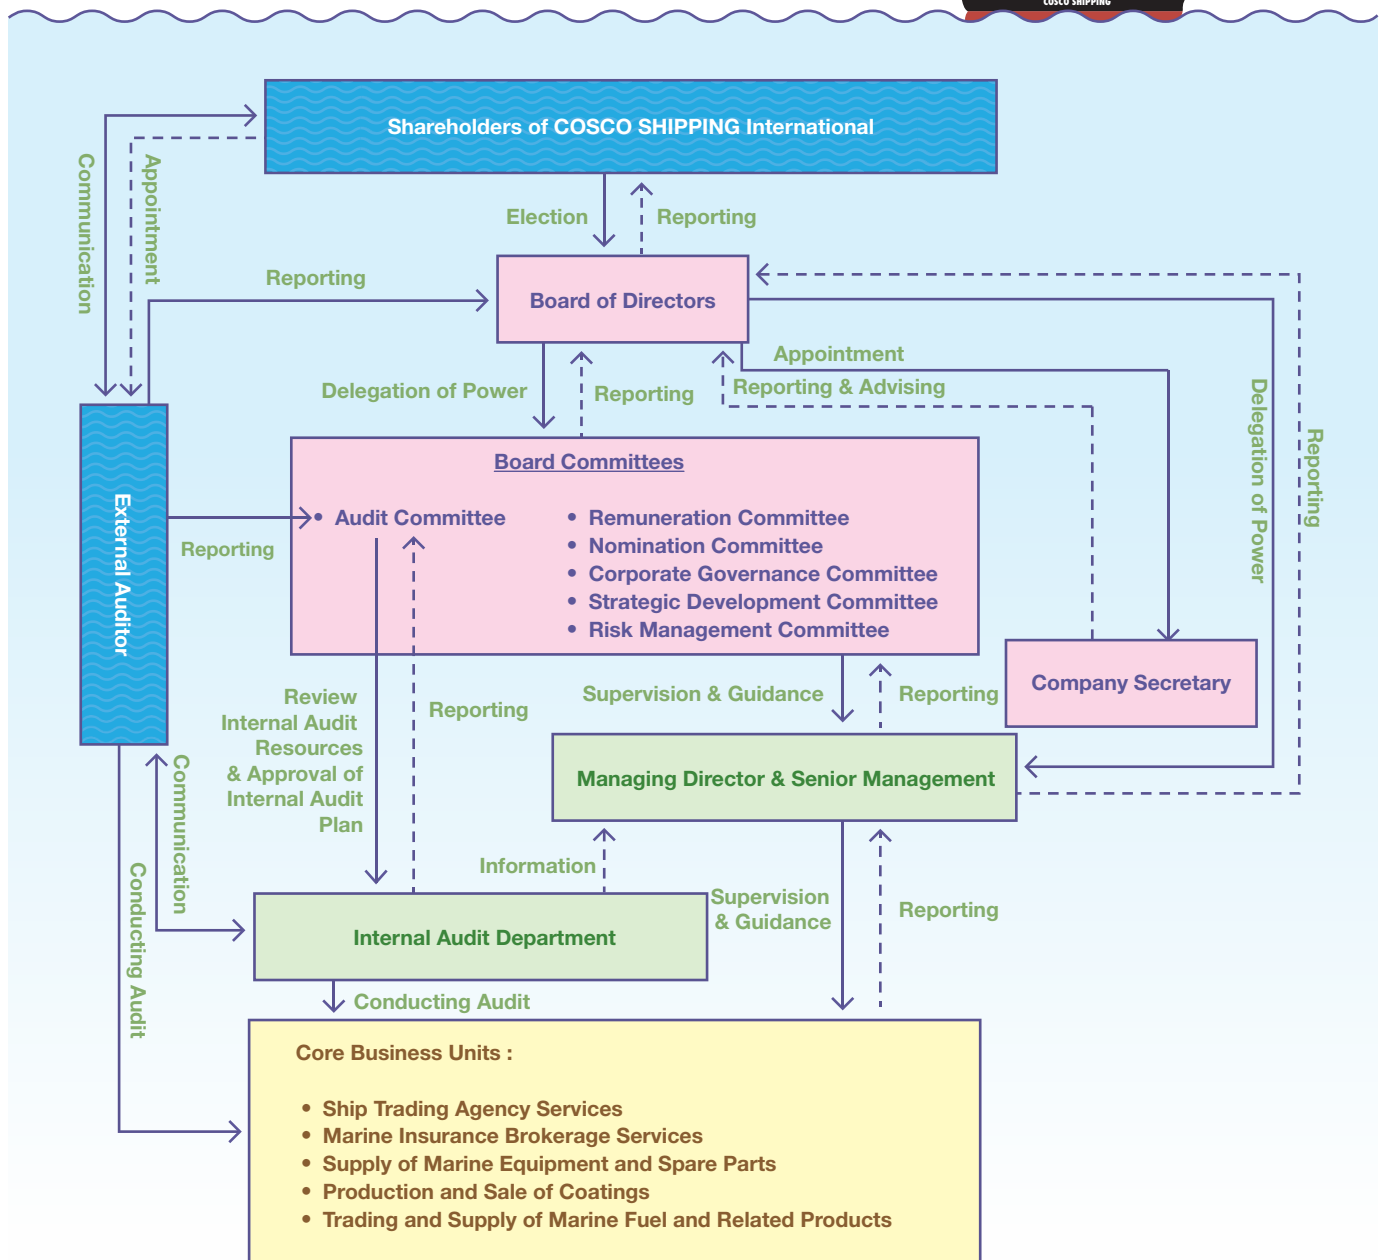 COSCO SHIPPING
Shareholders of COSCO SHIPPING International
Communication
Appointment
Election
Reporting
Reporting
Board of Directors
Appointment
Delegation of Power
Reporting
Reporting & Advising
Delegation of Power
Reporting
Board Committees
• Audit Committee
• Remuneration Committee
• Nomination Committee
• Corporate Governance Committee
• Strategic Development Committee
• Risk Management Committee
External Auditor
Reporting
Company Secretary
Review
Internal Audit
Resources
& Approval of
Internal Audit
Plan
Reporting
Supervision & Guidance
Reporting
Managing Director & Senior Management
Communication
Conducting Audit
Information
Supervision
& Guidance
Reporting
Internal Audit Department
Conducting Audit
Core Business Units :
• Ship Trading Agency Services
• Marine Insurance Brokerage Services
• Supply of Marine Equipment and Spare Parts
• Production and Sale of Coatings
• Trading and Supply of Marine Fuel and Related Products